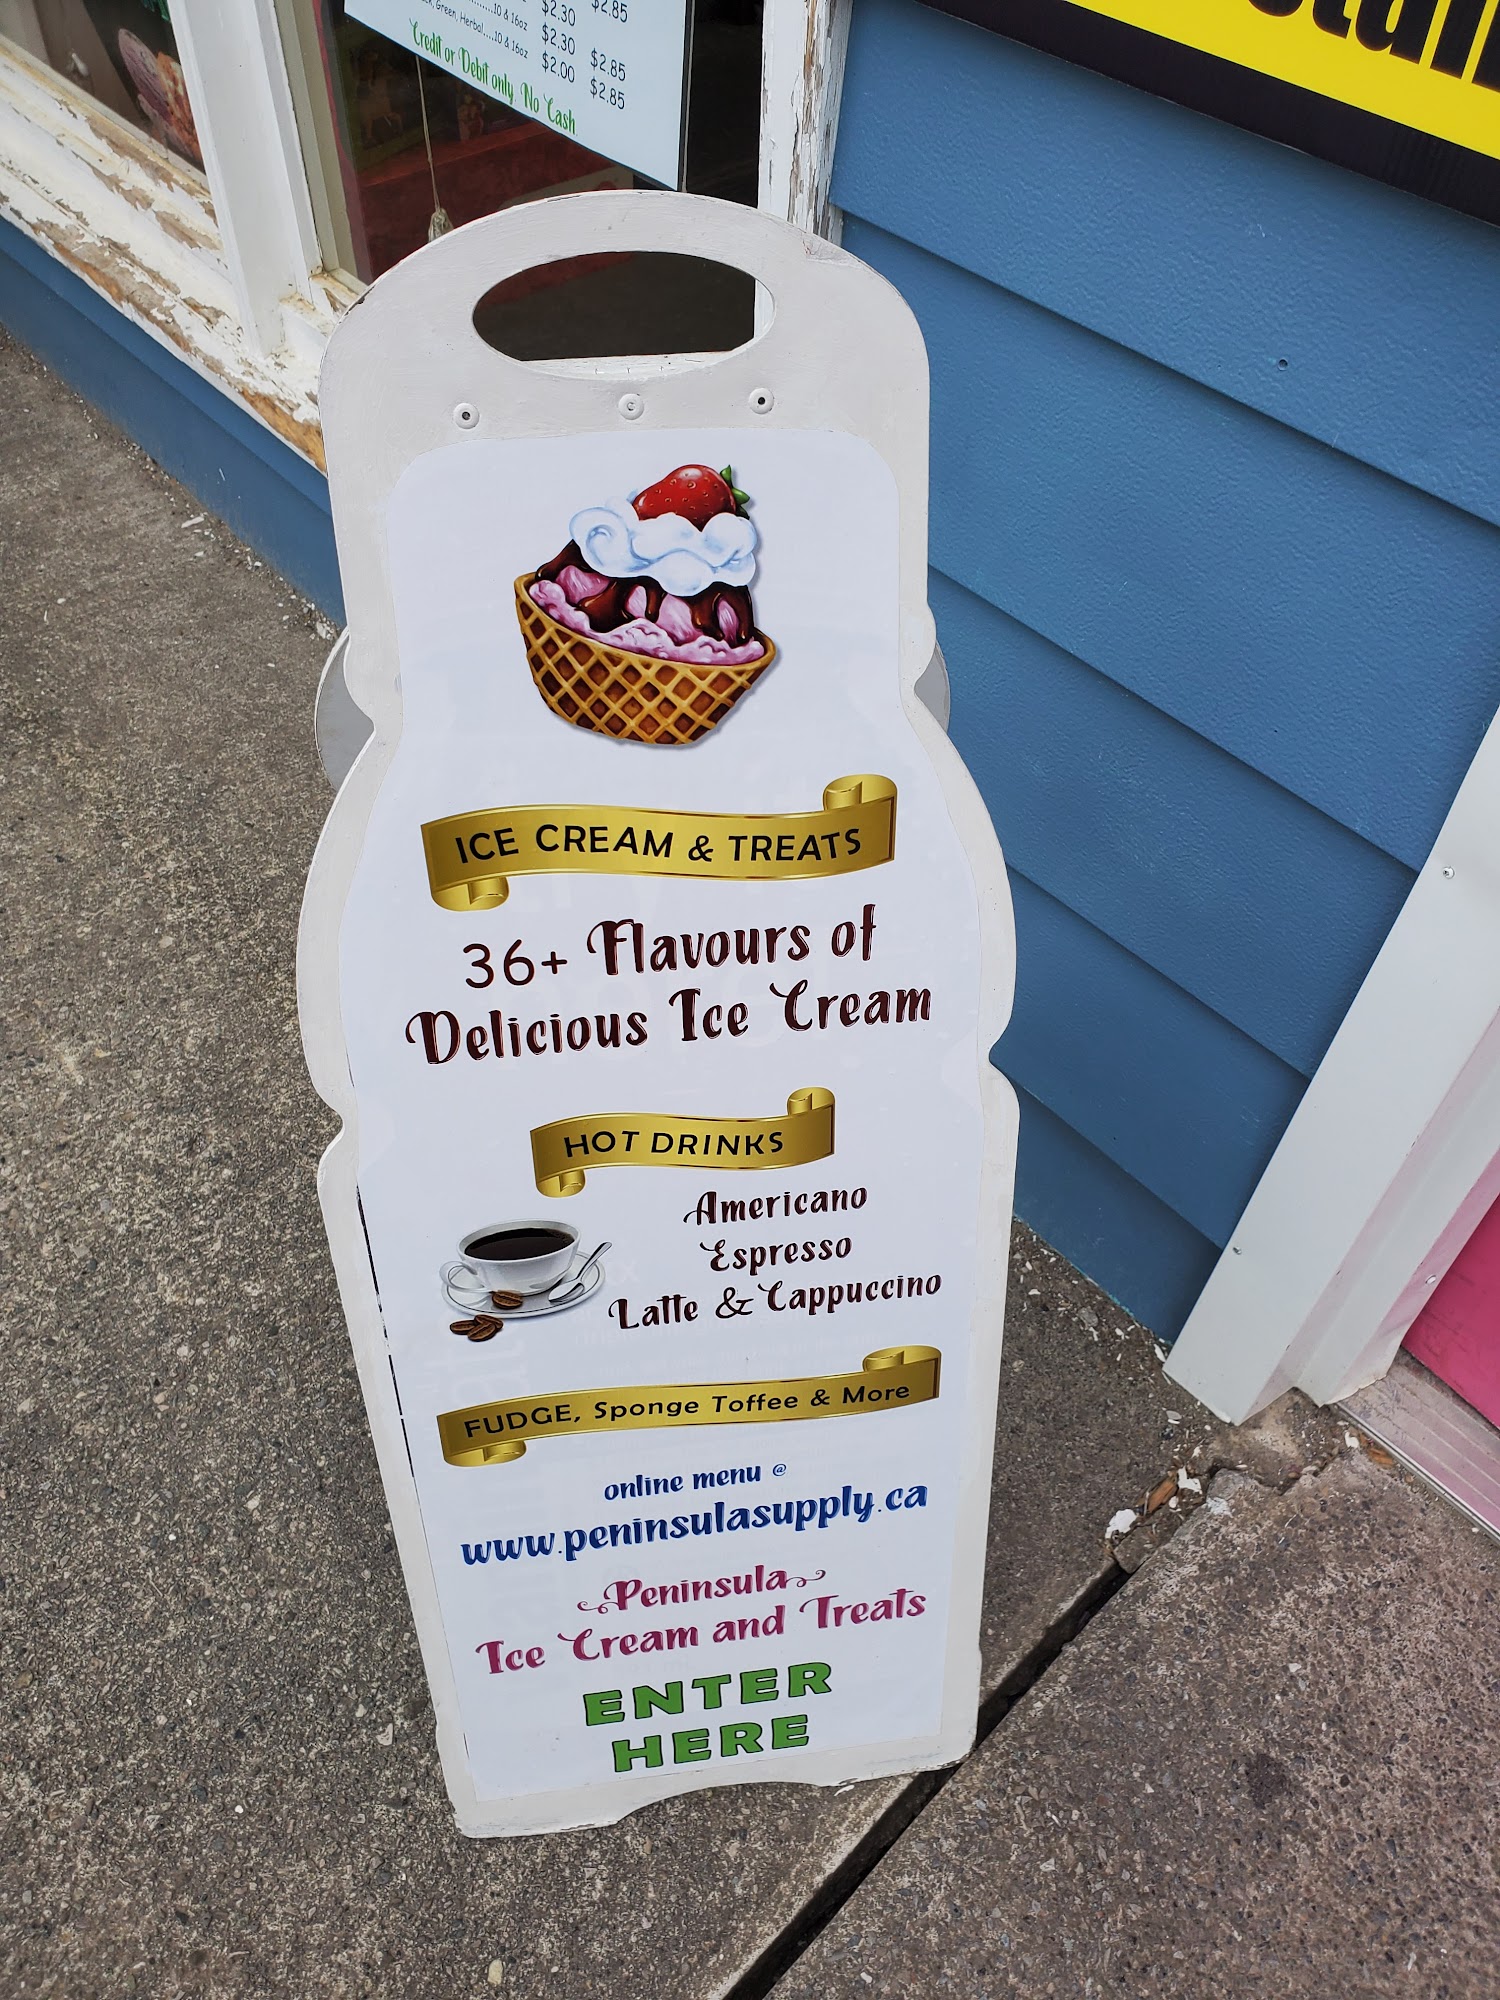 10 & 16oz $2.30 $2.85
Green, Herbal.....10 & 16oz $2.30 $2.85
$2.00 $2.85
Credit or Debit only. No Cash.
ICE CREAM & TREATS
36+ Flavours of
Delicious Ice Cream
HOT DRINKS
Americano
Espresso
Latte & Cappuccino
FUDGE, Sponge Toffee & More
online menu @
www.peninsulasupply.ca
Peninsula
Ice Cream and Treats
ENTER
HERE